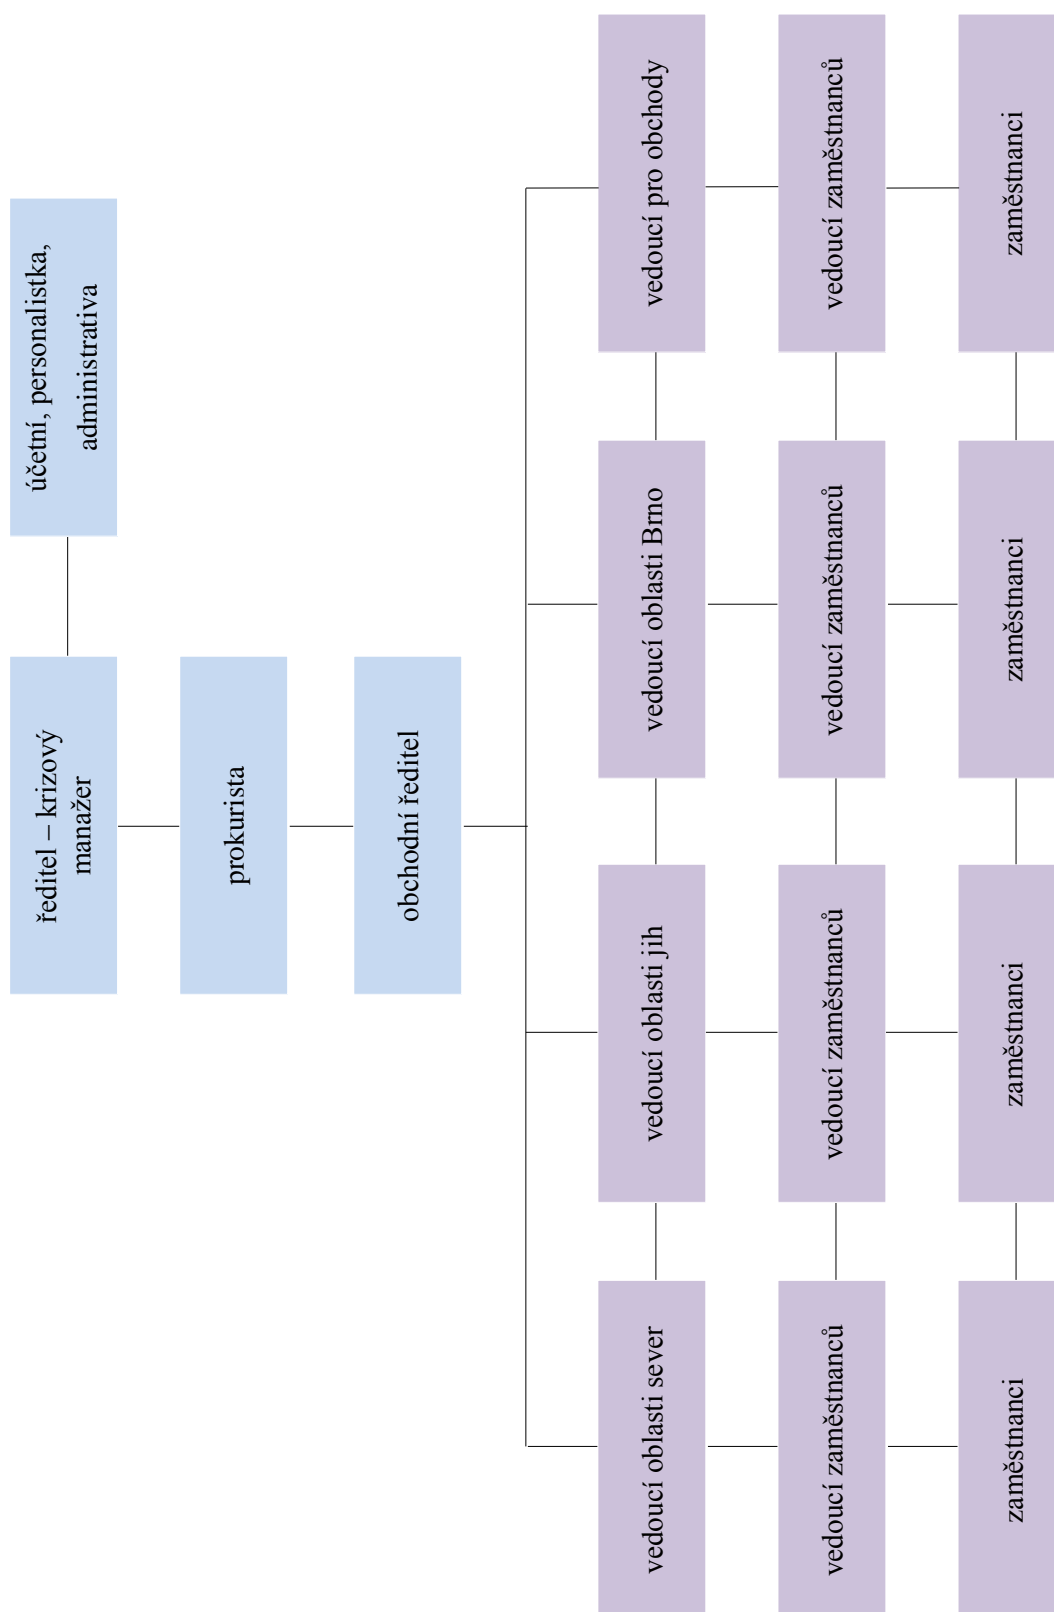 ředitel – krizový
manažer
účetní, personalistka,
administrativa
prokurista
obchodní ředitel
vedoucí oblasti sever
vedoucí oblasti jih
vedoucí oblasti Brno
vedoucí pro obchody
vedoucí zaměstnanců
vedoucí zaměstnanců
vedoucí zaměstnanců
vedoucí zaměstnanců
zaměstnanci
zaměstnanci
zaměstnanci
zaměstnanci